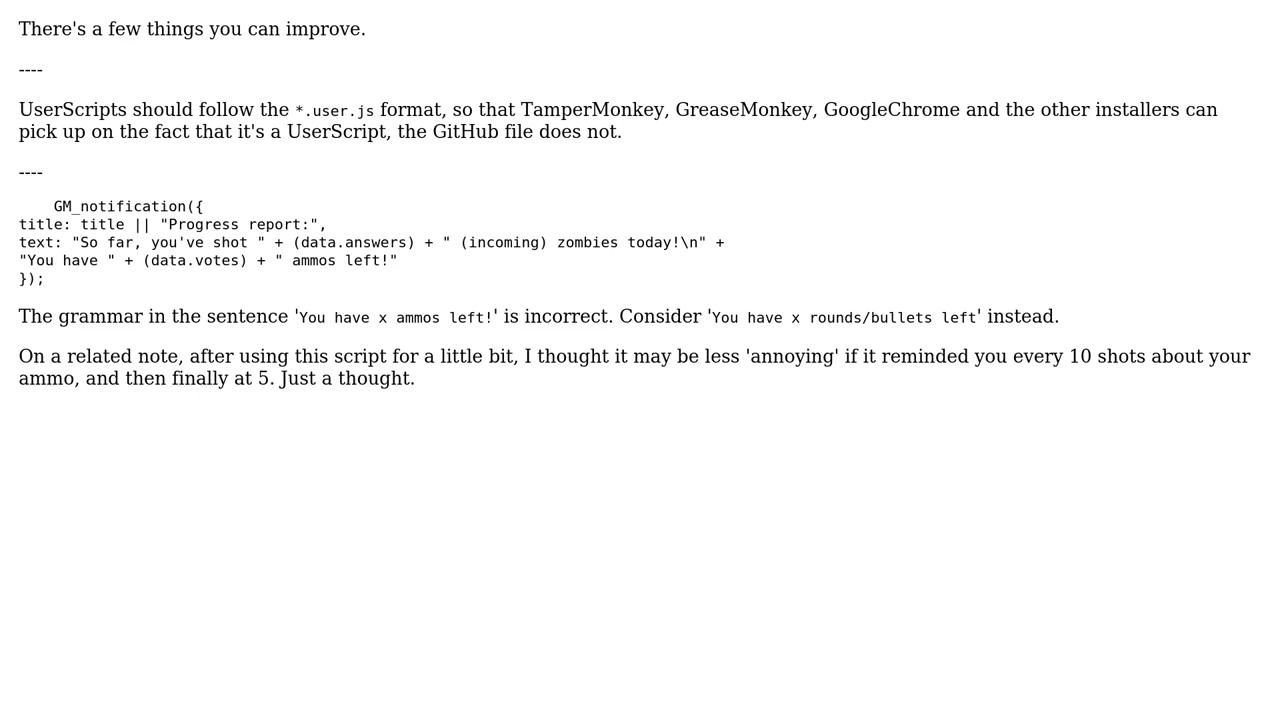 There's a few things you can improve.
----
UserScripts should follow the *.user.js format, so that TamperMonkey, GreaseMonkey, GoogleChrome and the other installers can
pick up on the fact that it's a UserScript, the GitHub file does not.
----
    GM_notification({
title: title || "Progress report:",
text: "So far, you've shot " + (data.answers) + " (incoming) zombies today!\n" +
"You have " + (data.votes) + " ammos left!"
});
The grammar in the sentence 'You have x ammos left!' is incorrect. Consider 'You have x rounds/bullets left' instead.
On a related note, after using this script for a little bit, I thought it may be less 'annoying' if it reminded you every 10 shots about your
ammo, and then finally at 5. Just a thought.